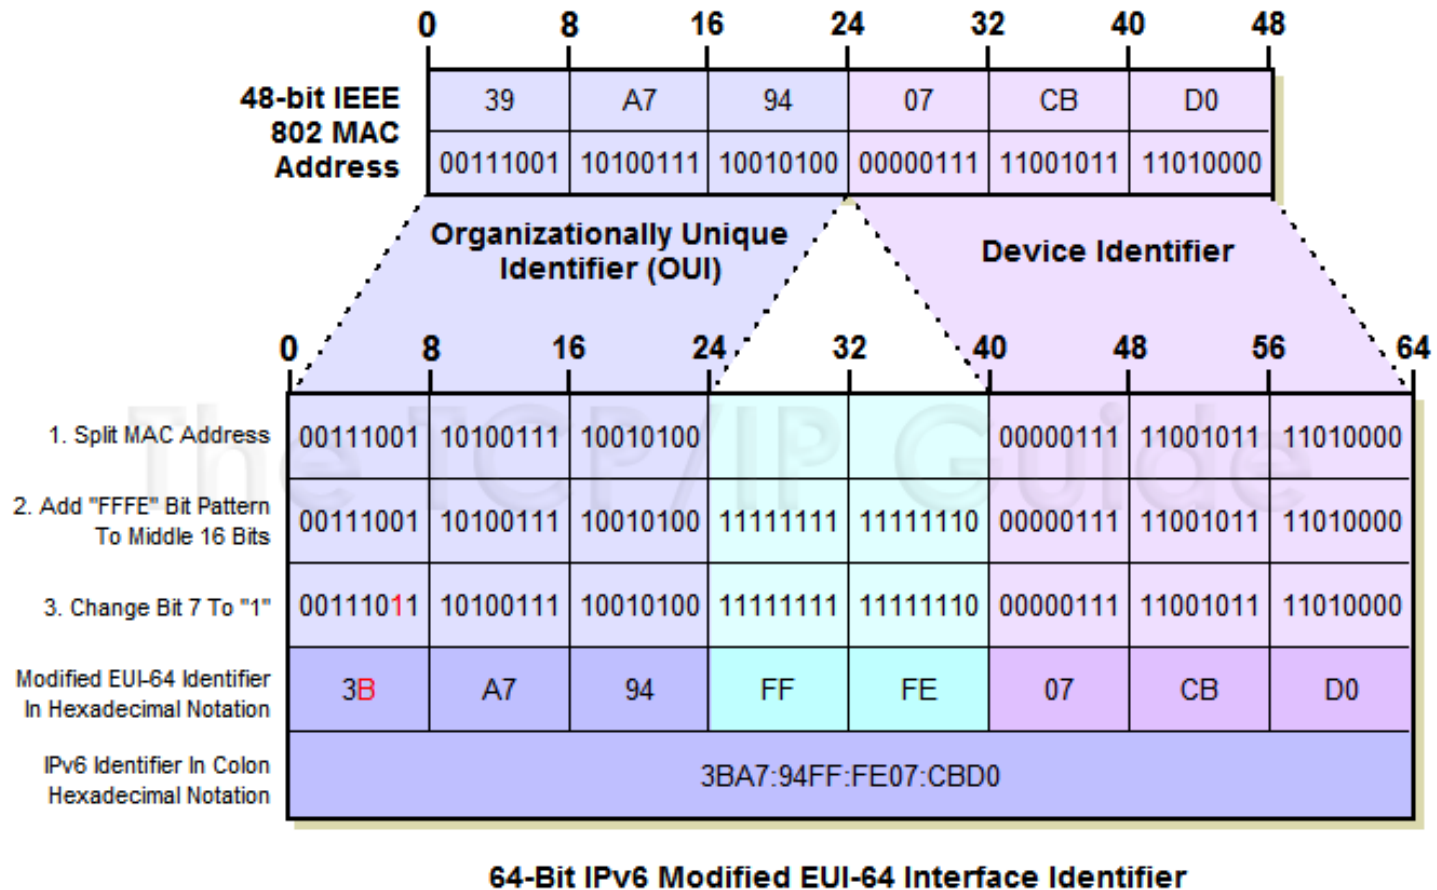 0 8 16 24 32 40 48
48-bit IEEE
802 MAC
Address
39 A7 94 07 CB D0
00111001 10100111 10010100 00000111 11001011 11010000
Organizationally Unique
Identifier (OUI)
Device Identifier
0 8 16 24 32 40 48 56 64
The TCP/IP Guide
1. Split MAC Address
00111001 10100111 10010100 00000111 11001011 11010000
2. Add "FFFE" Bit Pattern
To Middle 16 Bits
00111001 10100111 10010100 11111111 11111110 00000111 11001011 11010000
3. Change Bit 7 To "1"
00111011 10100111 10010100 11111111 11111110 00000111 11001011 11010000
Modified EUI-64 Identifier
In Hexadecimal Notation
3B A7 94 FF FE 07 CB D0
IPv6 Identifier In Colon
Hexadecimal Notation
3BA7:94FF:FE07:CBD0
64-Bit IPv6 Modified EUI-64 Interface Identifier